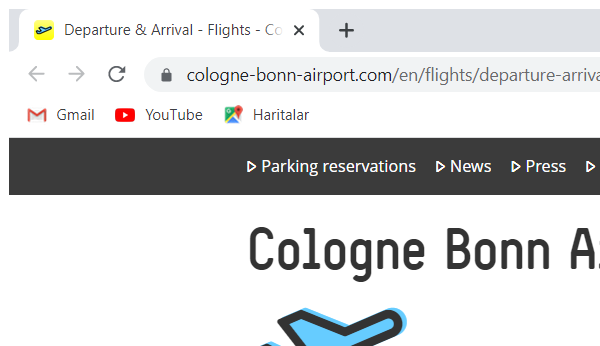 Departure & Arrival - Flights - Co
cologne-bonn-airport.com/en/flights/departure-arriva
Gmail YouTube Haritalar
Parking reservations News Press
Cologne Bonn A